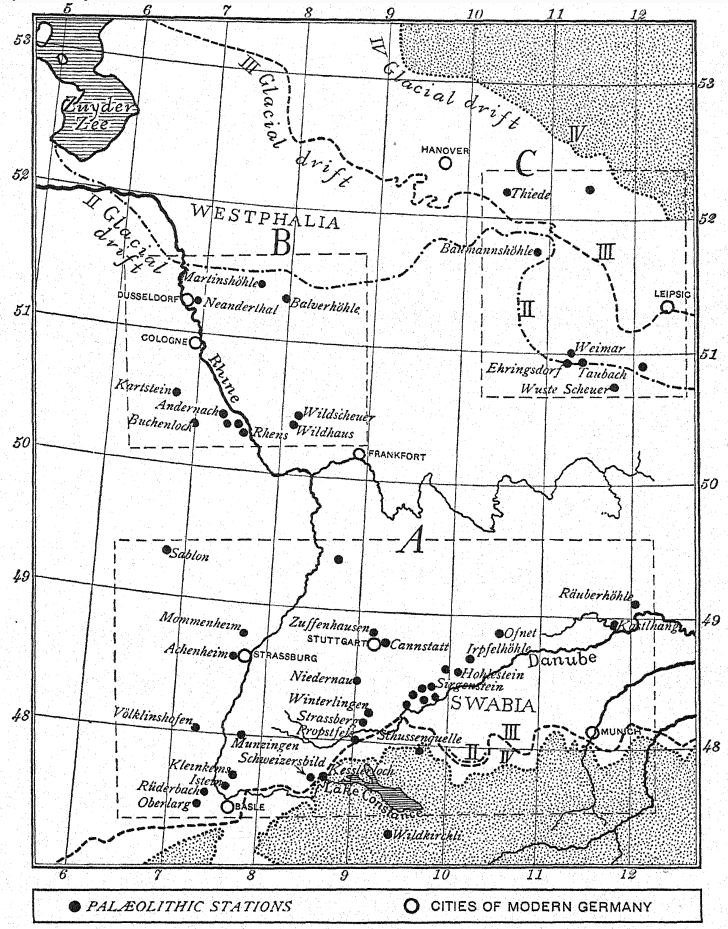 5 6 7 8 9 10 11 12
53
IV Glacial drift
III Glacial
drift
53
Zuyder
Zee
IV
HANOVER
C
Thiede
52
52
II Glacial
drift
WESTPHALIA
B
Baumannshöhle
III
Martinshöhle
DUSSELDORF
Neanderthal
Balverhöhle
II
LEIPSIC
51
COLOGNE
Weimar
51
Rhine
Ehringsdorf
Taubach
Wuste Scheuer
Kartstein
Andernach
Wildscheuer
Buchenloch
Rhens
Wildhaus
50
FRANKFORT
50
A
Sablon
49
Räuberhöhle
49
Mommenheim
Zuffenhausen
Ofnet
Kastlhang
STUTTGART
Cannstatt
Achenheim
STRASSBURG
Irpfelhöhle
Danube
Niedernau
Hohlestein
Sirgenstein
Winterlingen
SWABIA
48
Völklinshofen
Strassberg
Propstfels
Schussenquelle
III
MUNICH
48
Munzingen
II
IV
Schweizersbild
Kleinkems
Kesslerloch
Istein
Rüderbach
Lake Constance
Oberlarg
BASLE
Wildkirchli
6 7 8 9 10 11 12
PALÆOLITHIC STATIONS
CITIES OF MODERN GERMANY